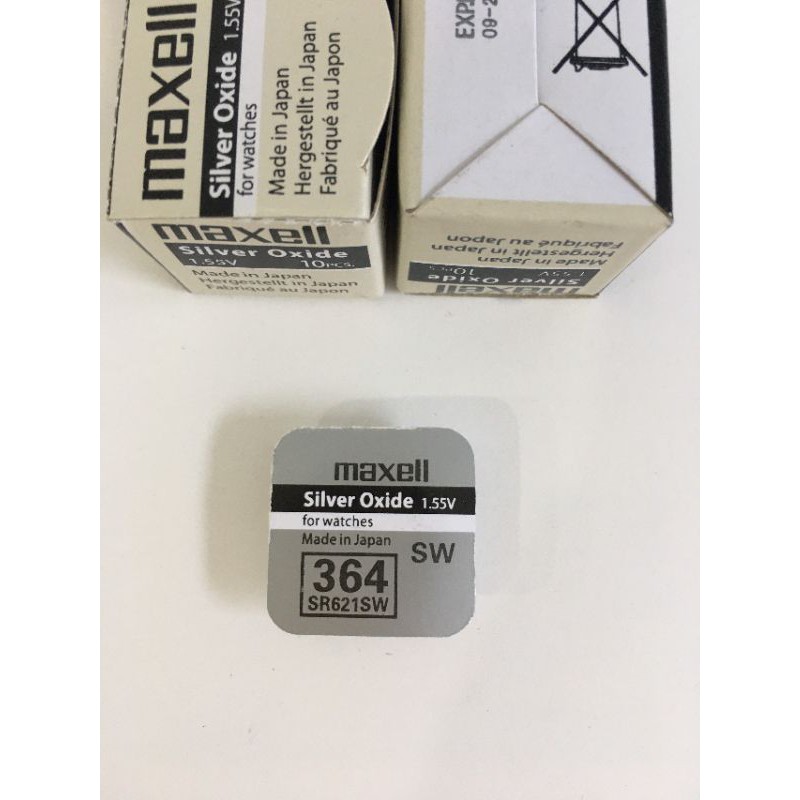 maxell
Silver Oxide 1.55V
for watches
Made in Japan
Hergestellt in Japan
Fabriqué au Japon
maxell
Silver Oxide
1.55V 10PCS.
Made in Japan
Hergestellt in Japan
Fabriqué au Japon
09-2
Made in Japan
Hergestellt in Japan
Fabriqué au Japon
maxell
Silver Oxide
1.55V 10PCS
maxell
Silver Oxide 1.55V
for watches
Made in Japan
SW
364
SR621SW